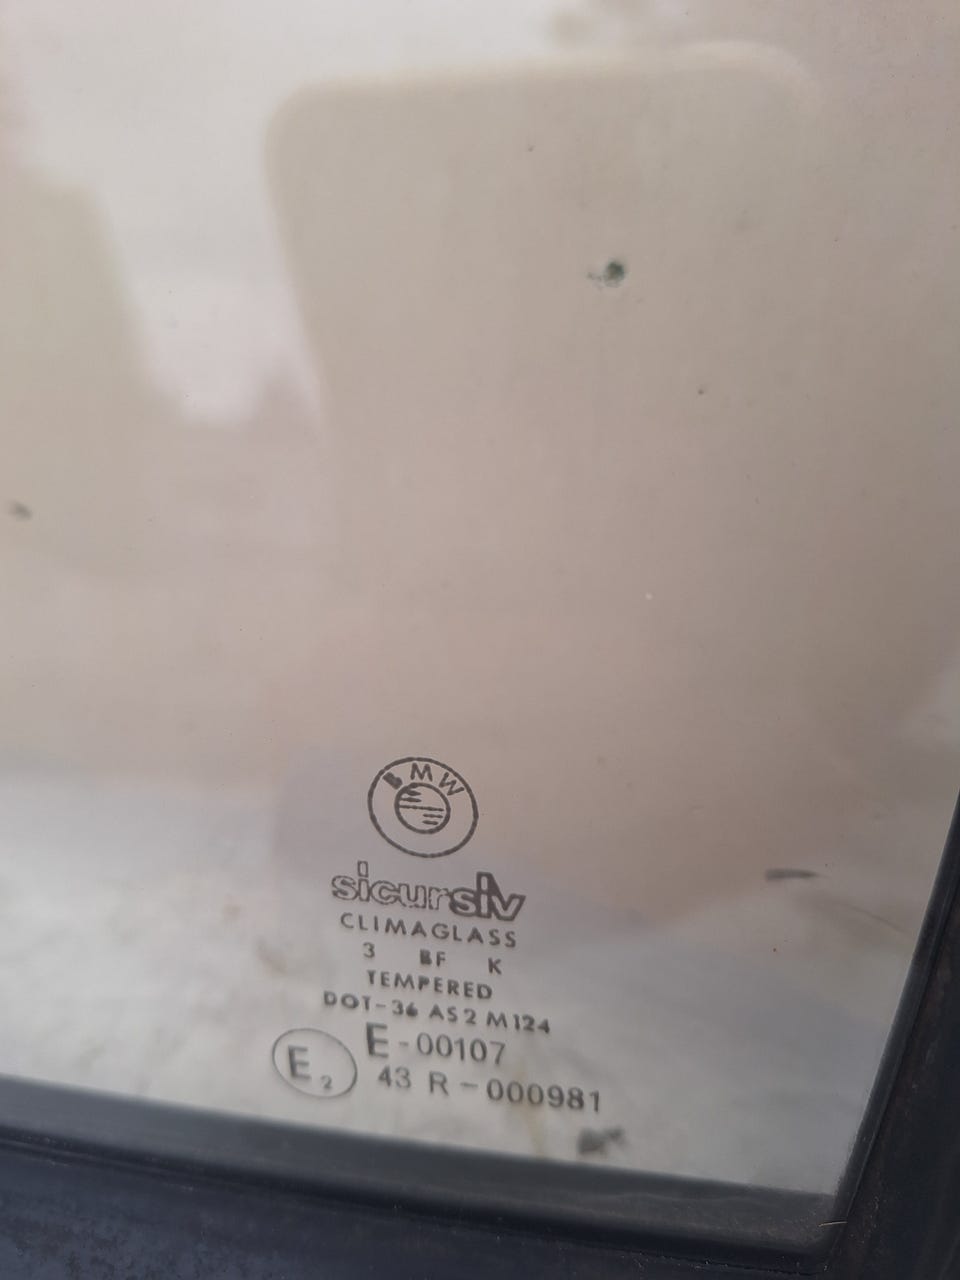 BMW
sicursiv
CLIMAGLASS
3 BF K
TEMPERED
DOT-36 AS2 M124
E-00107
E2 43 R-000981